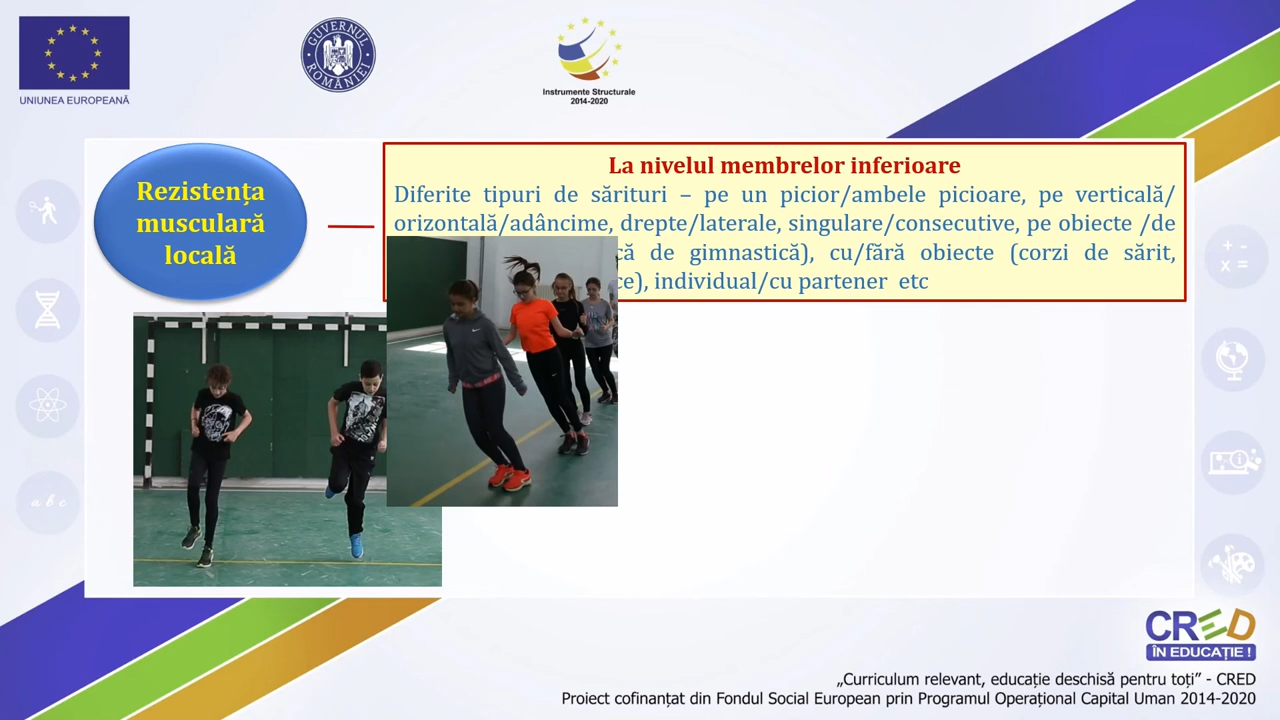 UNIUNEA EUROPEANĂ
GUVERNUL ROMÂNIEI
Instrumente Structurale
2014-2020
Rezistența
musculară
locală
La nivelul membrelor inferioare
Diferite tipuri de sărituri – pe un picior/ambele picioare, pe verticală/
orizontală/adâncime, drepte/laterale, singulare/consecutive, pe obiecte /de
de gimnastică), cu/fără obiecte (corzi de sărit,
individual/cu partener etc
+ -
x =
a b c
CRED
ÎN EDUCAȚIE !
„Curriculum relevant, educație deschisă pentru toți” - CRED
Proiect cofinanțat din Fondul Social European prin Programul Operațional Capital Uman 2014-2020